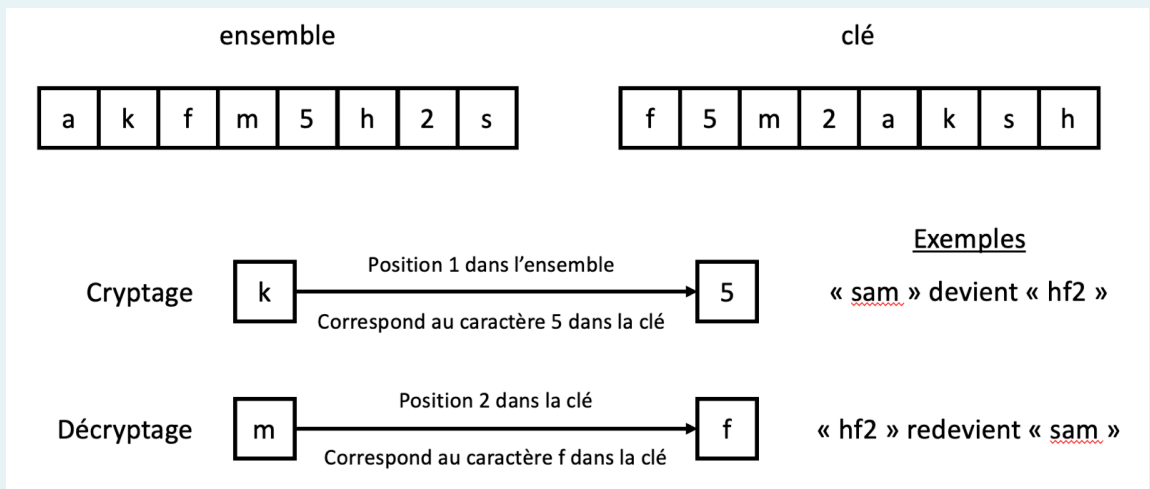 ensemble clé
a k f m 5 h 2 s f 5 m 2 a k s h
Exemples
Position 1 dans l'ensemble
Cryptage k 5 « sam » devient « hf2 »
Correspond au caractère 5 dans la clé
Position 2 dans la clé
Décryptage m f « hf2 » redevient « sam »
Correspond au caractère f dans la clé